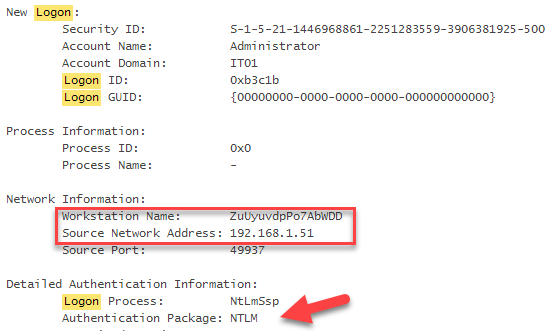 New Logon:
Security ID: S-1-5-21-1446968861-2251283559-3906381925-500
Account Name: Administrator
Account Domain: IT01
Logon ID: 0xb3c1b
Logon GUID: {00000000-0000-0000-0000-000000000000}
Process Information:
Process ID: 0x0
Process Name: -
Network Information:
Workstation Name: ZuUyuvdpPo7AbWDD
Source Network Address: 192.168.1.51
Source Port: 49937
Detailed Authentication Information:
Logon Process: NtLmSsp
Authentication Package: NTLM